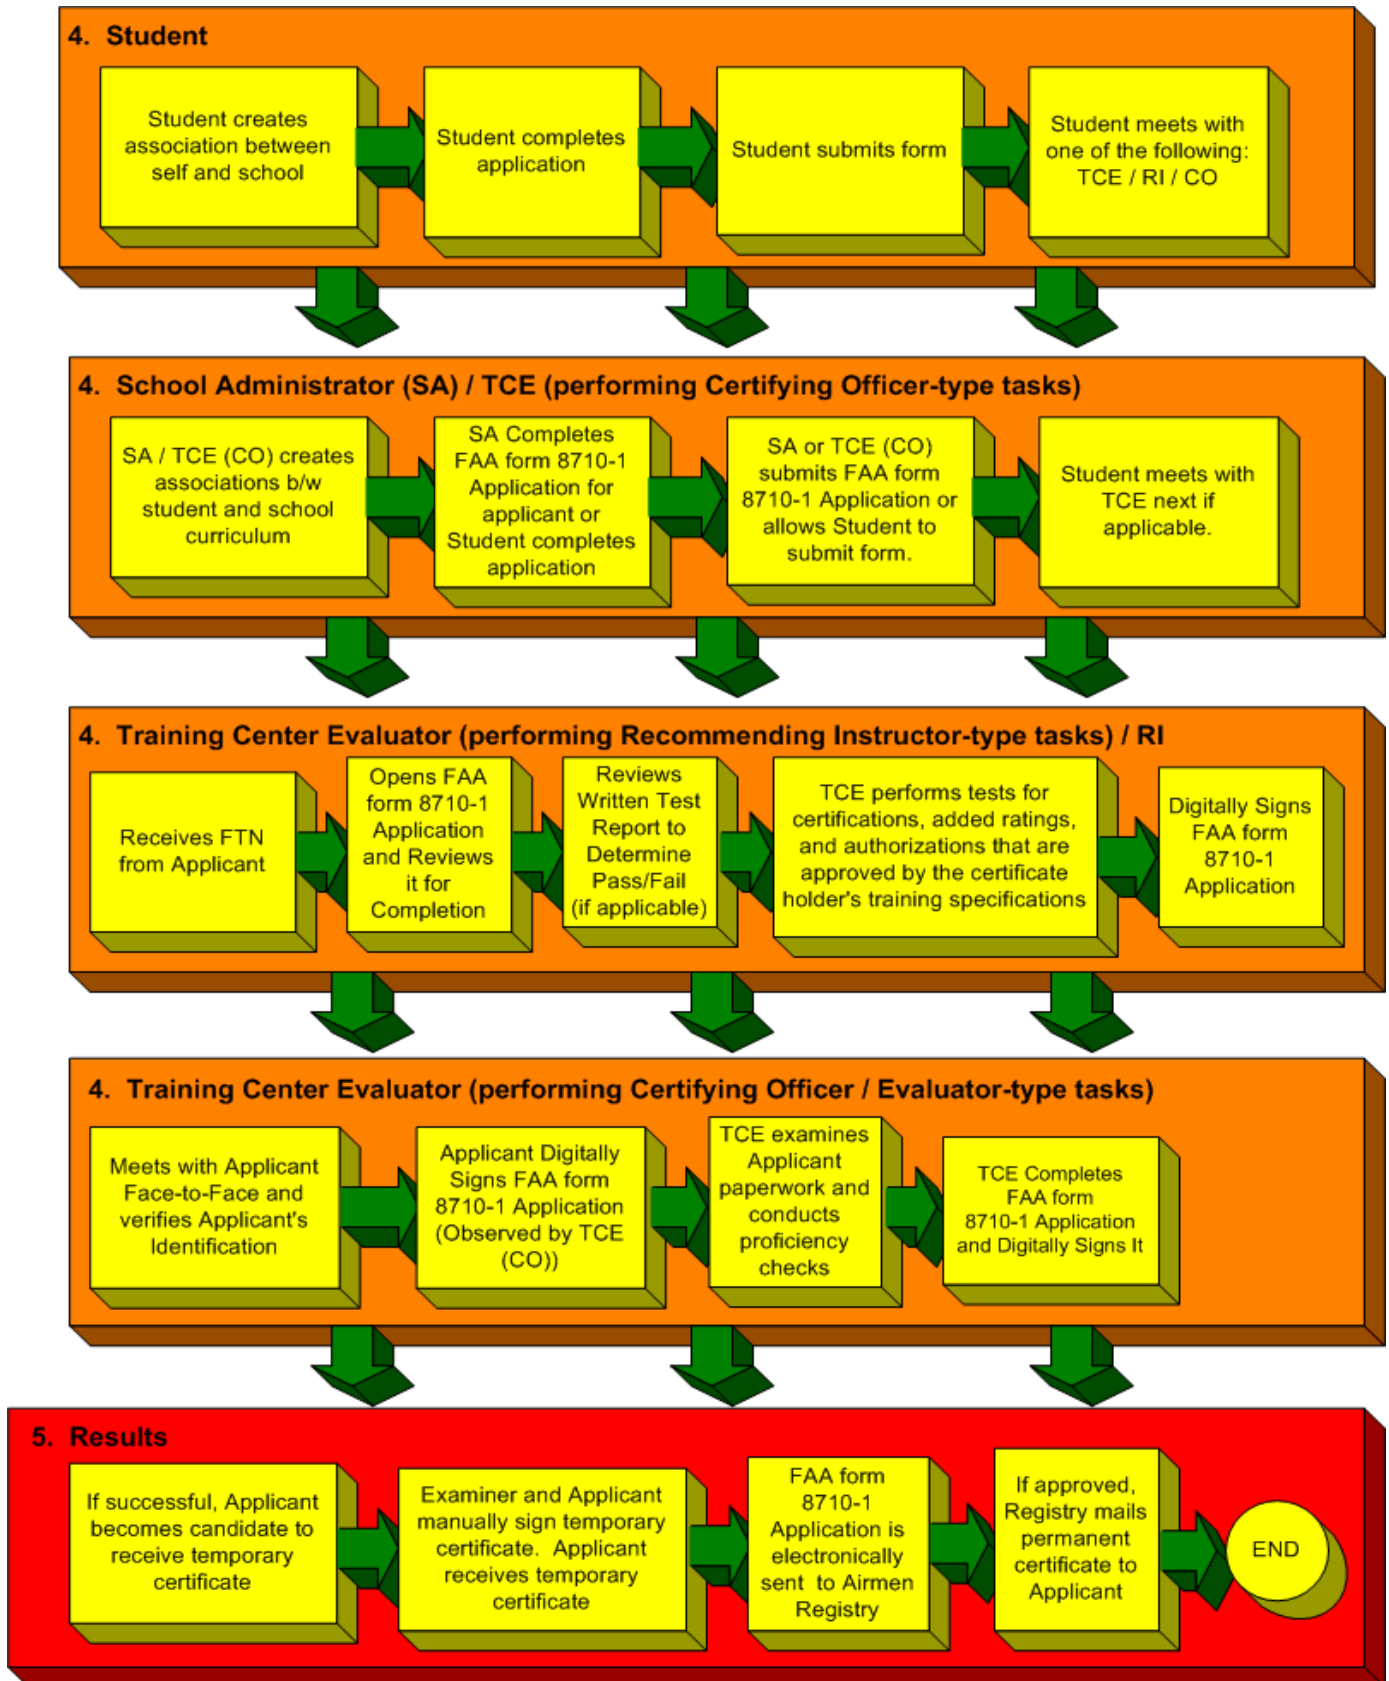 4.  Student
Student creates
association between
self and school
Student completes
application
Student submits form
Student meets with
one of the following:
TCE / RI / CO
4.  School Administrator (SA) / TCE (performing Certifying Officer-type tasks)
SA / TCE (CO) creates
associations b/w
student and school
curriculum
SA Completes
FAA form 8710-1
Application for
applicant or
Student completes
application
SA or TCE (CO)
submits FAA form
8710-1 Application or
allows Student to
submit form.
Student meets with
TCE next if
applicable.
4.  Training Center Evaluator (performing Recommending Instructor-type tasks) / RI
Receives FTN
from Applicant
Opens FAA
form 8710-1
Application
and Reviews
it for
Completion
Reviews
Written Test
Report to
Determine
Pass/Fail
(if applicable)
TCE performs tests for
certifications, added ratings,
and authorizations that are
approved by the certificate
holder's training specifications
Digitally Signs
FAA form
8710-1
Application
4.  Training Center Evaluator (performing Certifying Officer / Evaluator-type tasks)
Meets with Applicant
Face-to-Face and
verifies Applicant's
Identification
Applicant Digitally
Signs FAA form
8710-1 Application
(Observed by TCE
(CO))
TCE examines
Applicant
paperwork and
conducts
proficiency
checks
TCE Completes
FAA form
8710-1 Application
and Digitally Signs It
5.  Results
If successful, Applicant
becomes candidate to
receive temporary
certificate
Examiner and Applicant
manually sign temporary
certificate.  Applicant
receives temporary
certificate
FAA form
8710-1
Application is
electronically
sent  to Airmen
Registry
If approved,
Registry mails
permanent
certificate to
Applicant
END